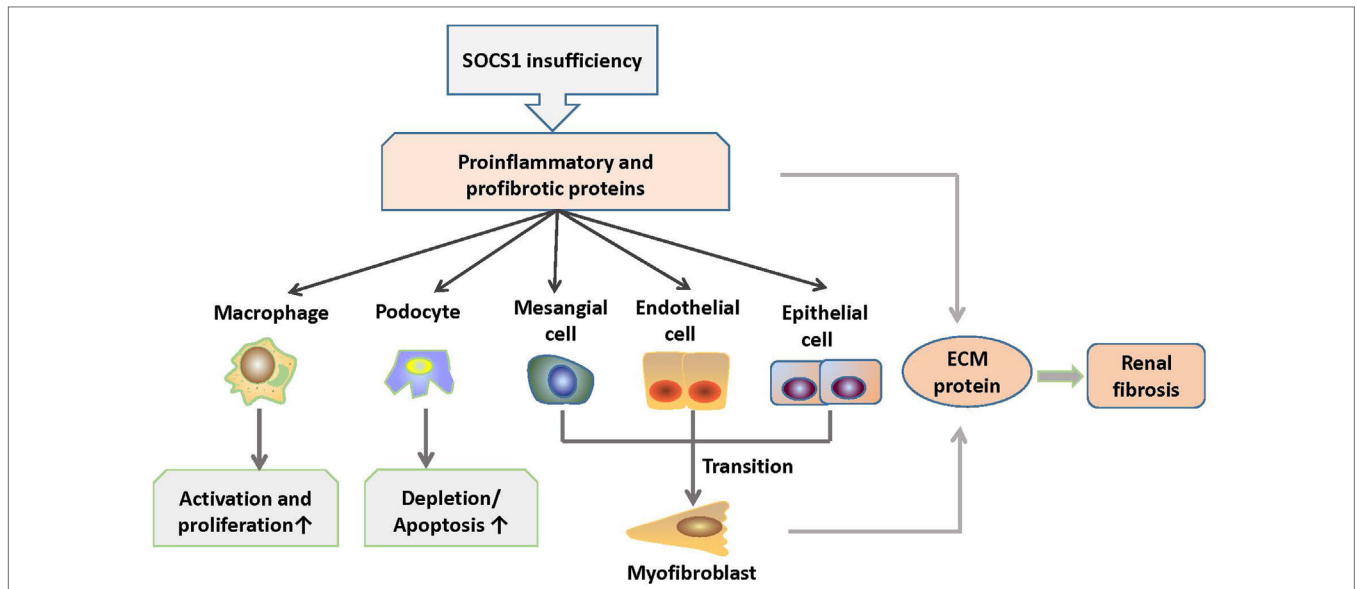 SOCS1 insufficiency
Proinflammatory and
profibrotic proteins
Macrophage
Podocyte
Mesangial
cell
Endothelial
cell
Epithelial
cell
ECM
protein
Renal
fibrosis
Transition
Activation and
proliferation↑
Depletion/
Apoptosis ↑
Myofibroblast